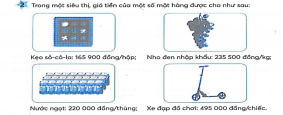 2 Trong một siêu thị, giá tiền của một số mặt hàng được cho như sau:
Kẹo sô-cô-la: 165 900 đồng/hộp;
Nho đen nhập khẩu: 235 500 đồng/kg;
Nước ngọt: 220 000 đồng/thùng;
Xe đạp đồ chơi: 495 000 đồng/chiếc.